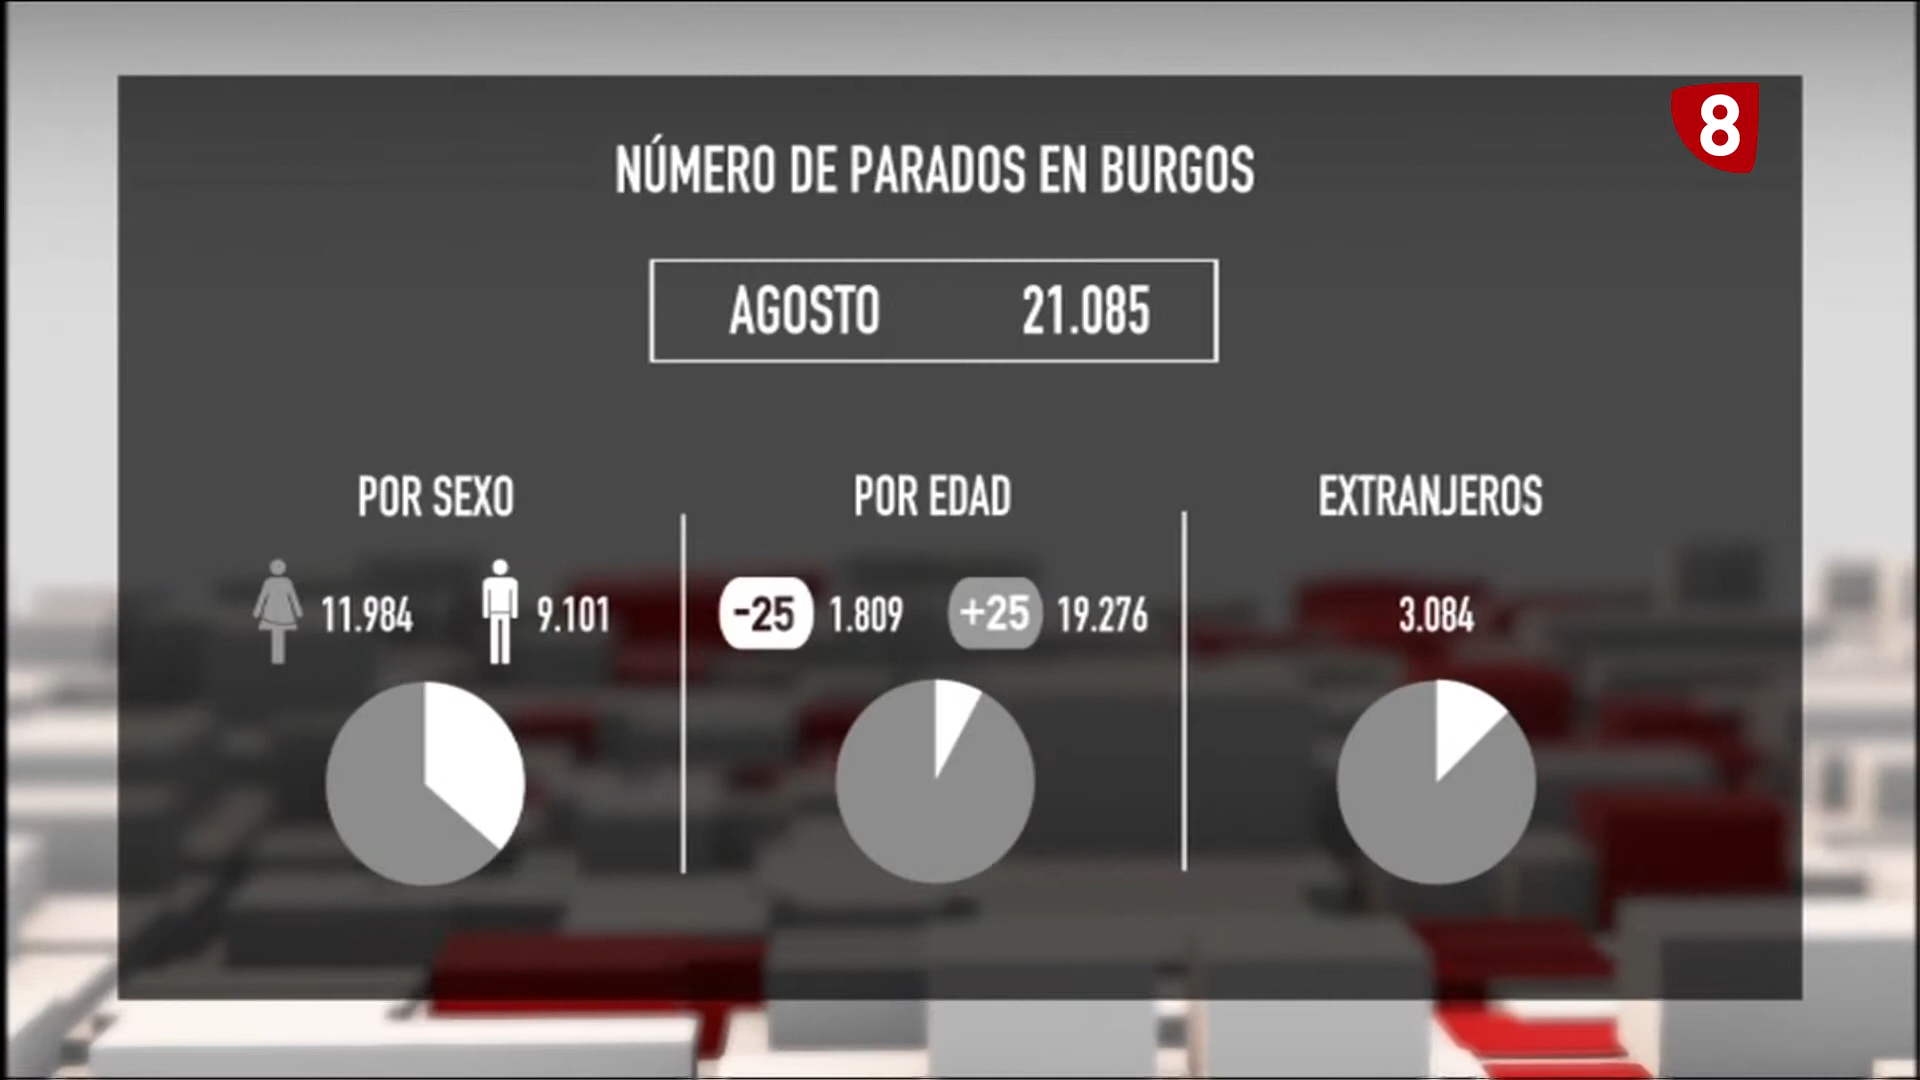 8
NÚMERO DE PARADOS EN BURGOS
AGOSTO 21.085
POR SEXO
11.984 9.101
POR EDAD
-25 1.809 +25 19.276
EXTRANJEROS
3.084